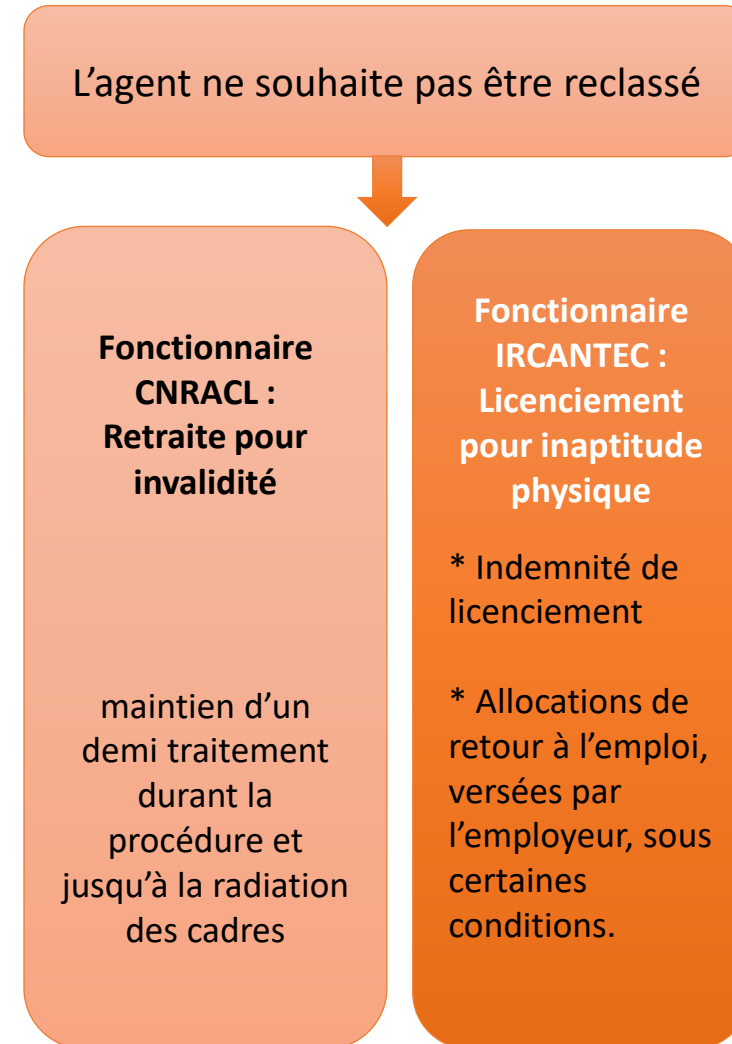 L’agent ne souhaite pas être reclassé
Fonctionnaire
CNRACL :
Retraite pour
invalidité
maintien d’un
demi traitement
durant la
procédure et
jusqu’à la radiation
des cadres
Fonctionnaire
IRCANTEC :
Licenciement
pour inaptitude
physique
* Indemnité de
licenciement
* Allocations de
retour à l’emploi,
versées par
l’employeur, sous
certaines
conditions.